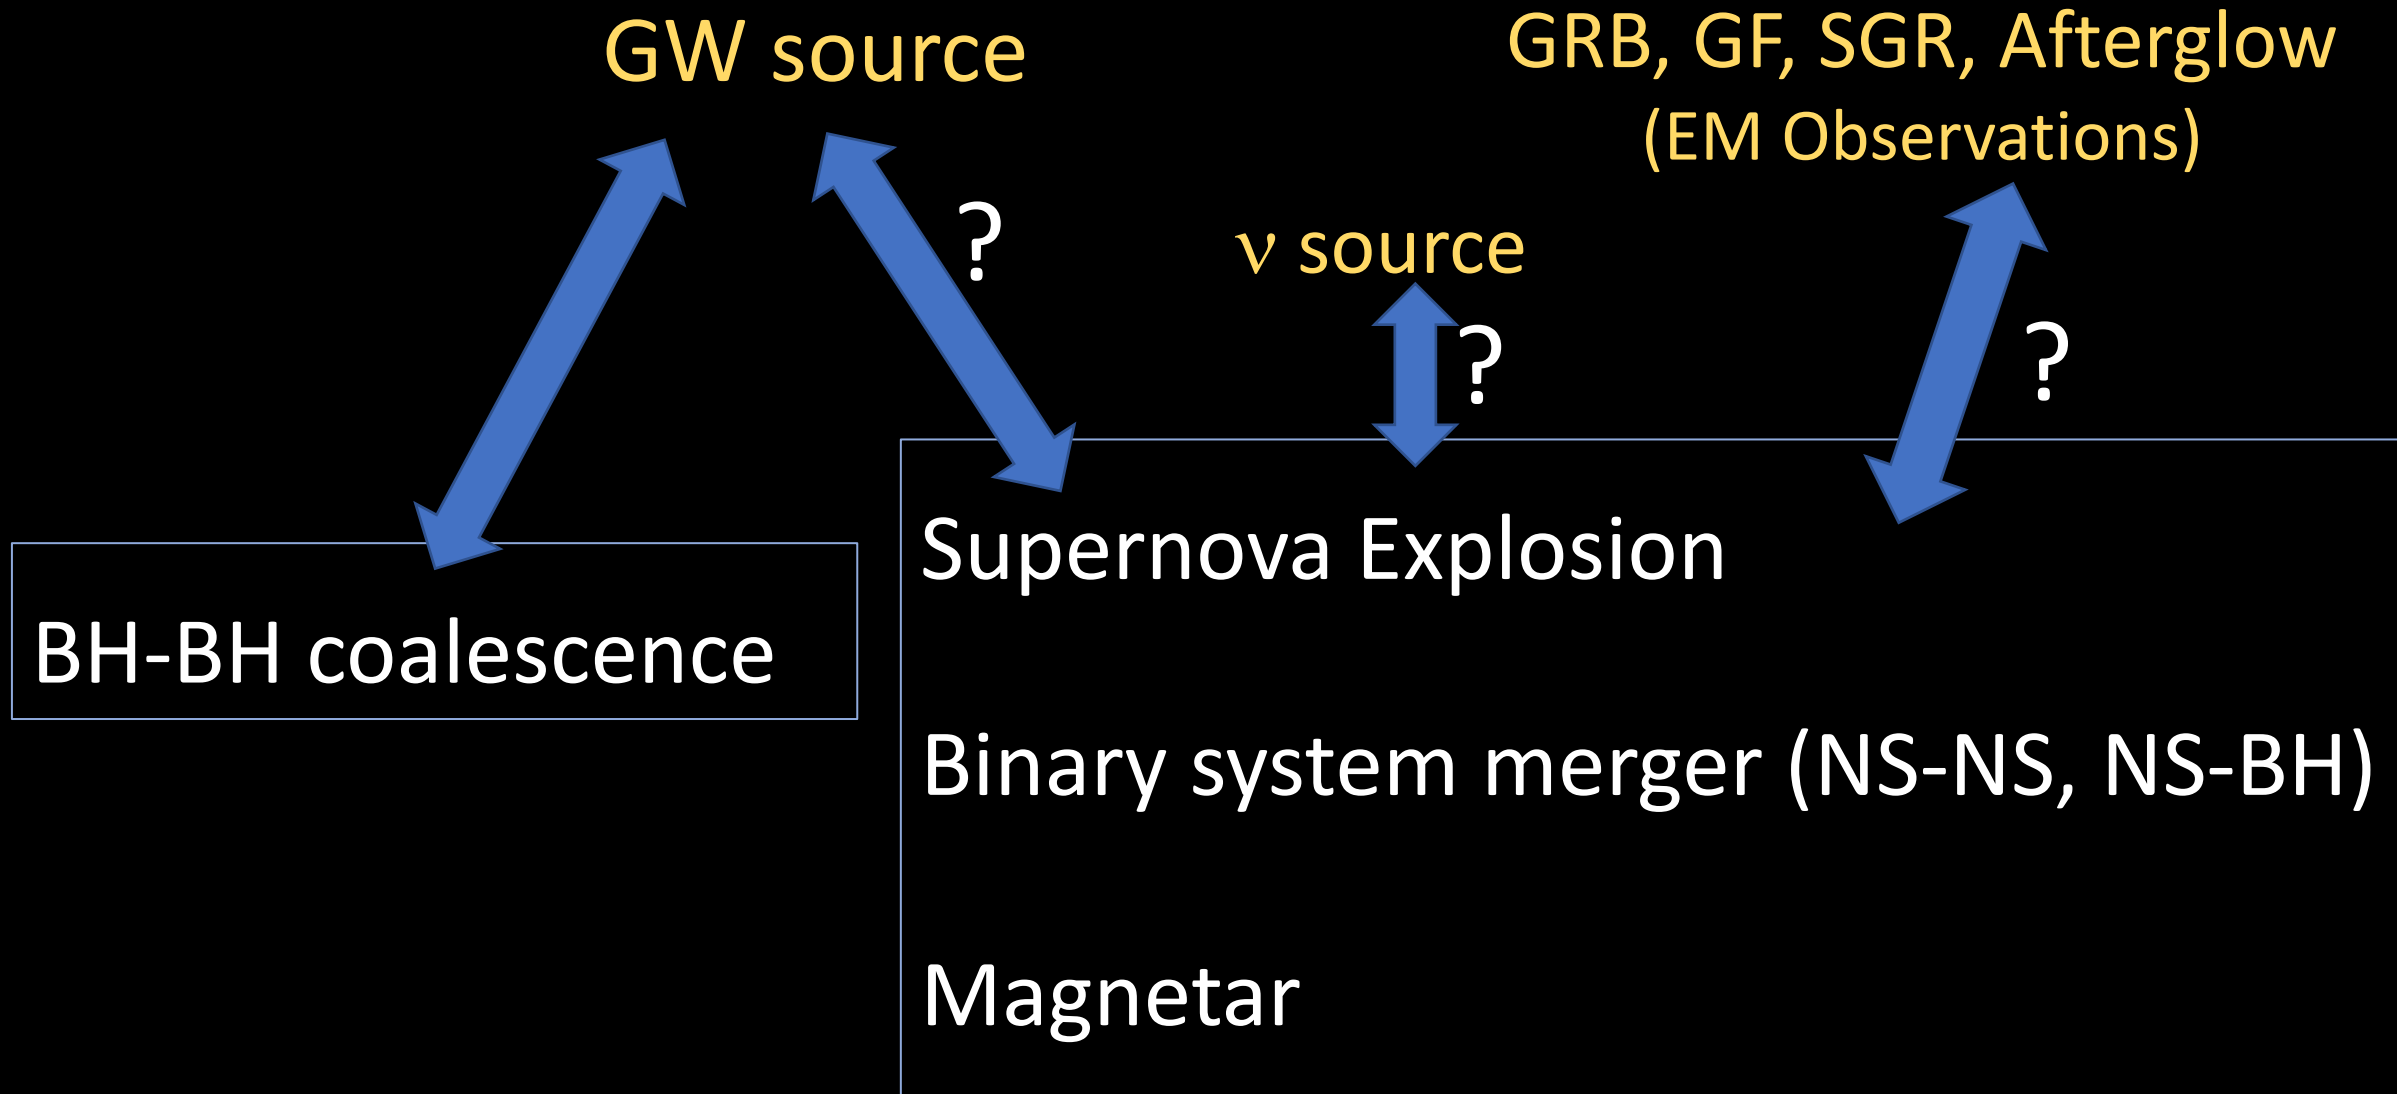 GW source
GRB, GF, SGR, Afterglow
(EM Observations)
?
ν source
?
?
BH-BH coalescence
Supernova Explosion
Binary system merger (NS-NS, NS-BH)
Magnetar